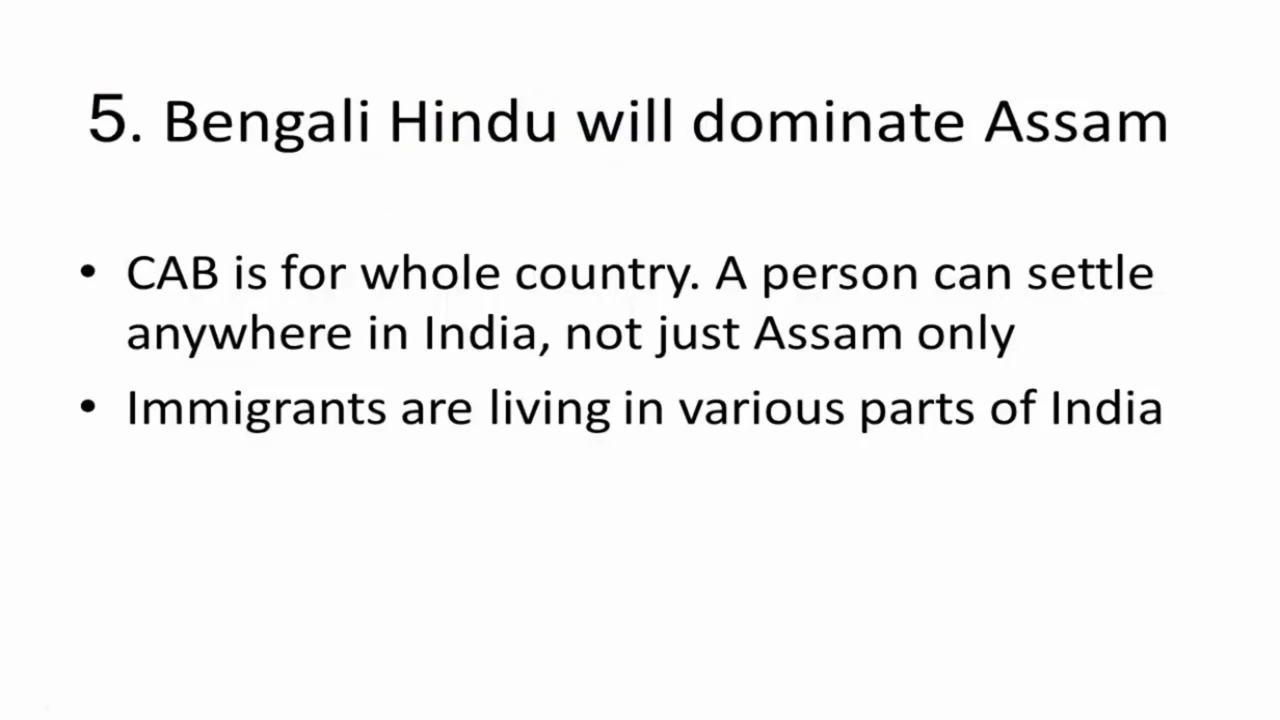 5. Bengali Hindu will dominate Assam
• CAB is for whole country. A person can settle
anywhere in India, not just Assam only
• Immigrants are living in various parts of India